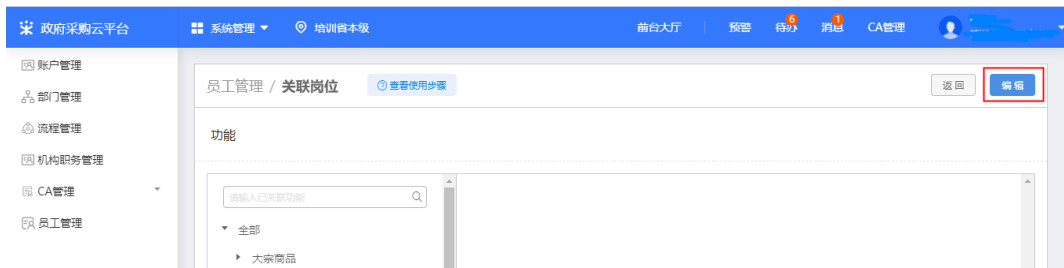 政府采购云平台 系统管理 培训省本级 前台大厅 预警 待办 6 消息 1 CA管理
账户管理
部门管理
流程管理
机构职务管理
CA管理
员工管理
员工管理 / 关联岗位 查看使用步骤 返回 编辑
功能
请输入已关联功能
全部
大宗商品